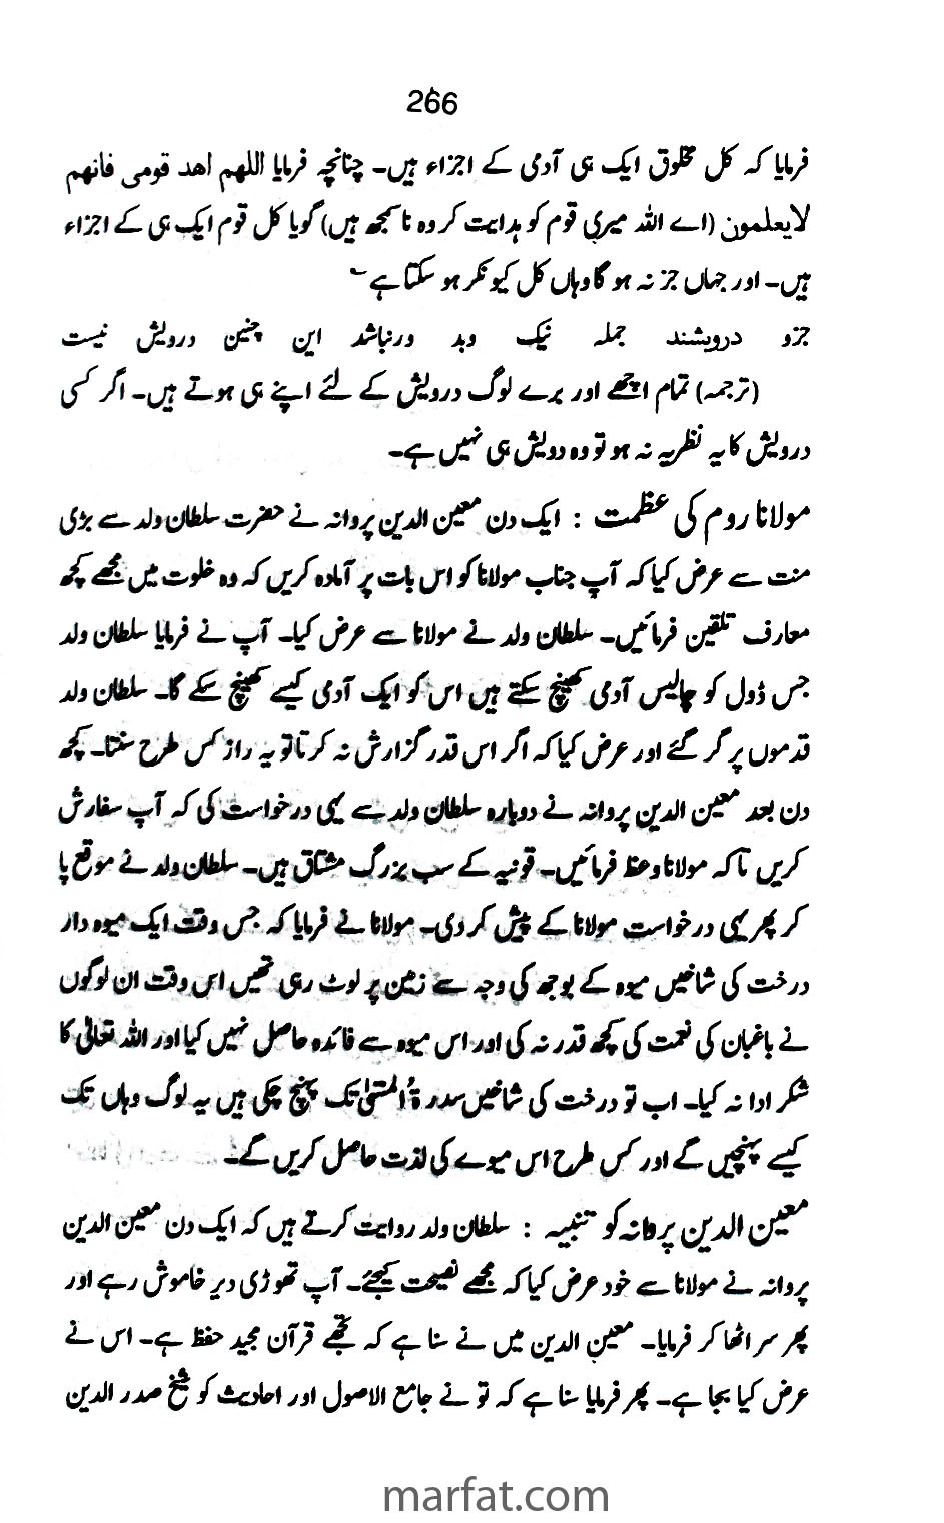 266
فرمایا کہ کل مخلوق ایک ہی آدمی کے اجزاء ہیں۔ چنانچہ فرمایا اللھم اھد قومی فانھم
لا یعلمون (اے اللہ میری قوم کو ہدایت کر وہ نا سمجھ ہیں) گویا کل قوم ایک ہی کے اجزاء
ہیں۔ اور جہاں جز نہ ہو گا وہاں کل کیونکر ہو سکتا ہے ؎
جزو درویشند جملہ نیک وبد ورنباشد این چنین درویش نیست
(ترجمہ) تمام اچھے اور برے لوگ درویش کے لئے اپنے ہی ہوتے ہیں۔ اگر کسی
درویش کا یہ نظریہ نہ ہو تو وہ دویش ہی نہیں ہے۔
مولانا روم کی عظمت : ایک دن معین الدین پروانہ نے حضرت سلطان ولد سے بڑی
منت سے عرض کیا کہ آپ جناب مولانا کو اس بات پر آمادہ کریں کہ وہ خلوت میں مجھے کچھ
معارف تلقین فرمائیں۔ سلطان ولد نے مولانا سے عرض کیا۔ آپ نے فرمایا سلطان ولد
جس ڈول کو چالیس آدمی کھینچ سکتے ہیں اس کو ایک آدمی کیسے کھینچ سکے گا۔ سلطان ولد
قدموں پر گر گئے اور عرض کیا کہ اگر اس قدر گزارش نہ کرتا تو یہ راز کس طرح سنتا۔ کچھ
دن بعد معین الدین پروانہ نے دوبارہ سلطان ولد سے یہی درخواست کی کہ آپ سفارش
کریں تا کہ مولانا وعظ فرمائیں۔ قونیہ کے سب بزرگ مشتاق ہیں۔ سلطان ولد نے موقع پا
کر پھر یہی درخواست مولانا کے پیش کر دی۔ مولانا نے فرمایا کہ جس وقت ایک میوہ دار
درخت کی شاخیں میوہ کے بوجھ کی وجہ سے زمین پر لوٹ رہی تھیں اس وقت ان لوگوں
نے باغبان کی نعمت کی کچھ قدر نہ کی اور اس میوہ سے فائدہ حاصل نہیں کیا اور اللہ تعالیٰ کا
شکر ادا نہ کیا۔ اب تو درخت کی شاخیں سدرۃ المنتہیٰ تک پہنچ چکی ہیں یہ لوگ وہاں تک
کیسے پہنچیں گے اور کس طرح اس میوے کی لذت حاصل کریں گے۔
معین الدین پروانہ کو تنبیہ : سلطان ولد روایت کرتے ہیں کہ ایک دن معین الدین
پروانہ نے مولانا سے خود عرض کیا کہ مجھے نصیحت کیجئے۔ آپ تھوڑی دیر خاموش رہے اور
پھر سر اٹھا کر فرمایا۔ معین الدین میں نے سنا ہے کہ تجھے قرآن مجید حفظ ہے۔ اس نے
عرض کیا بجا ہے۔ پھر فرمایا سنا ہے کہ تو نے جامع الاصول اور احادیث کو شیخ صدر الدین
marfat.com